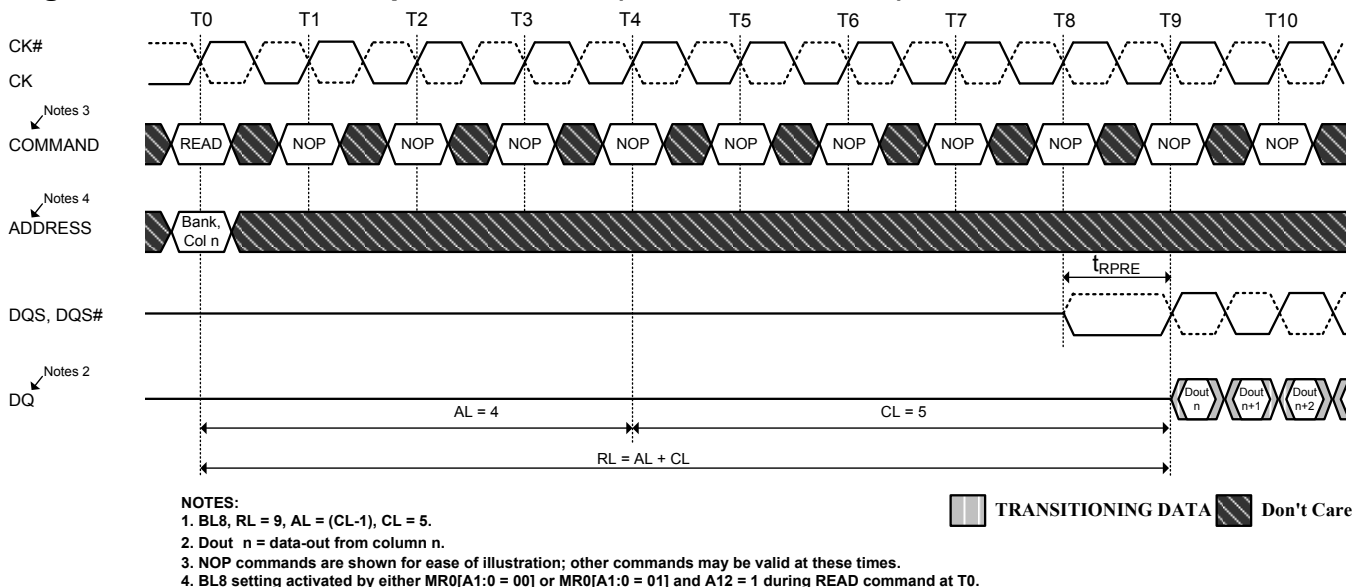 T0 T1 T2 T3 T4 T5 T6 T7 T8 T9 T10
CK#
CK
Notes 3
COMMAND
READ NOP NOP NOP NOP NOP NOP NOP NOP NOP NOP
Notes 4
ADDRESS
Bank,
Col n
tRPRE
DQS, DQS#
Notes 2
DQ
Dout
n
Dout
n+1
Dout
n+2
AL = 4
CL = 5
RL = AL + CL
NOTES:
1. BL8, RL = 9, AL = (CL-1), CL = 5.
2. Dout n = data-out from column n.
3. NOP commands are shown for ease of illustration; other commands may be valid at these times.
4. BL8 setting activated by either MR0[A1:0 = 00] or MR0[A1:0 = 01] and A12 = 1 during READ command at T0.
TRANSITIONING DATA
Don't Care